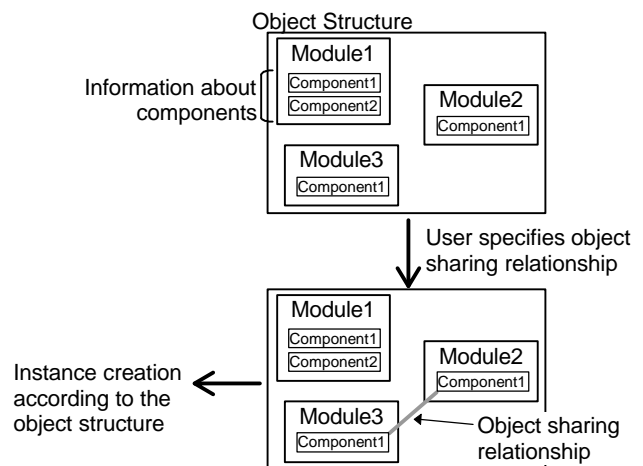 Object Structure
Module1
Component1
Component2
Information about
components
Module2
Component1
Module3
Component1
User specifies object
sharing relationship
Module1
Component1
Component2
Module2
Component1
Instance creation
according to the
object structure
Module3
Component1
Object sharing
relationship